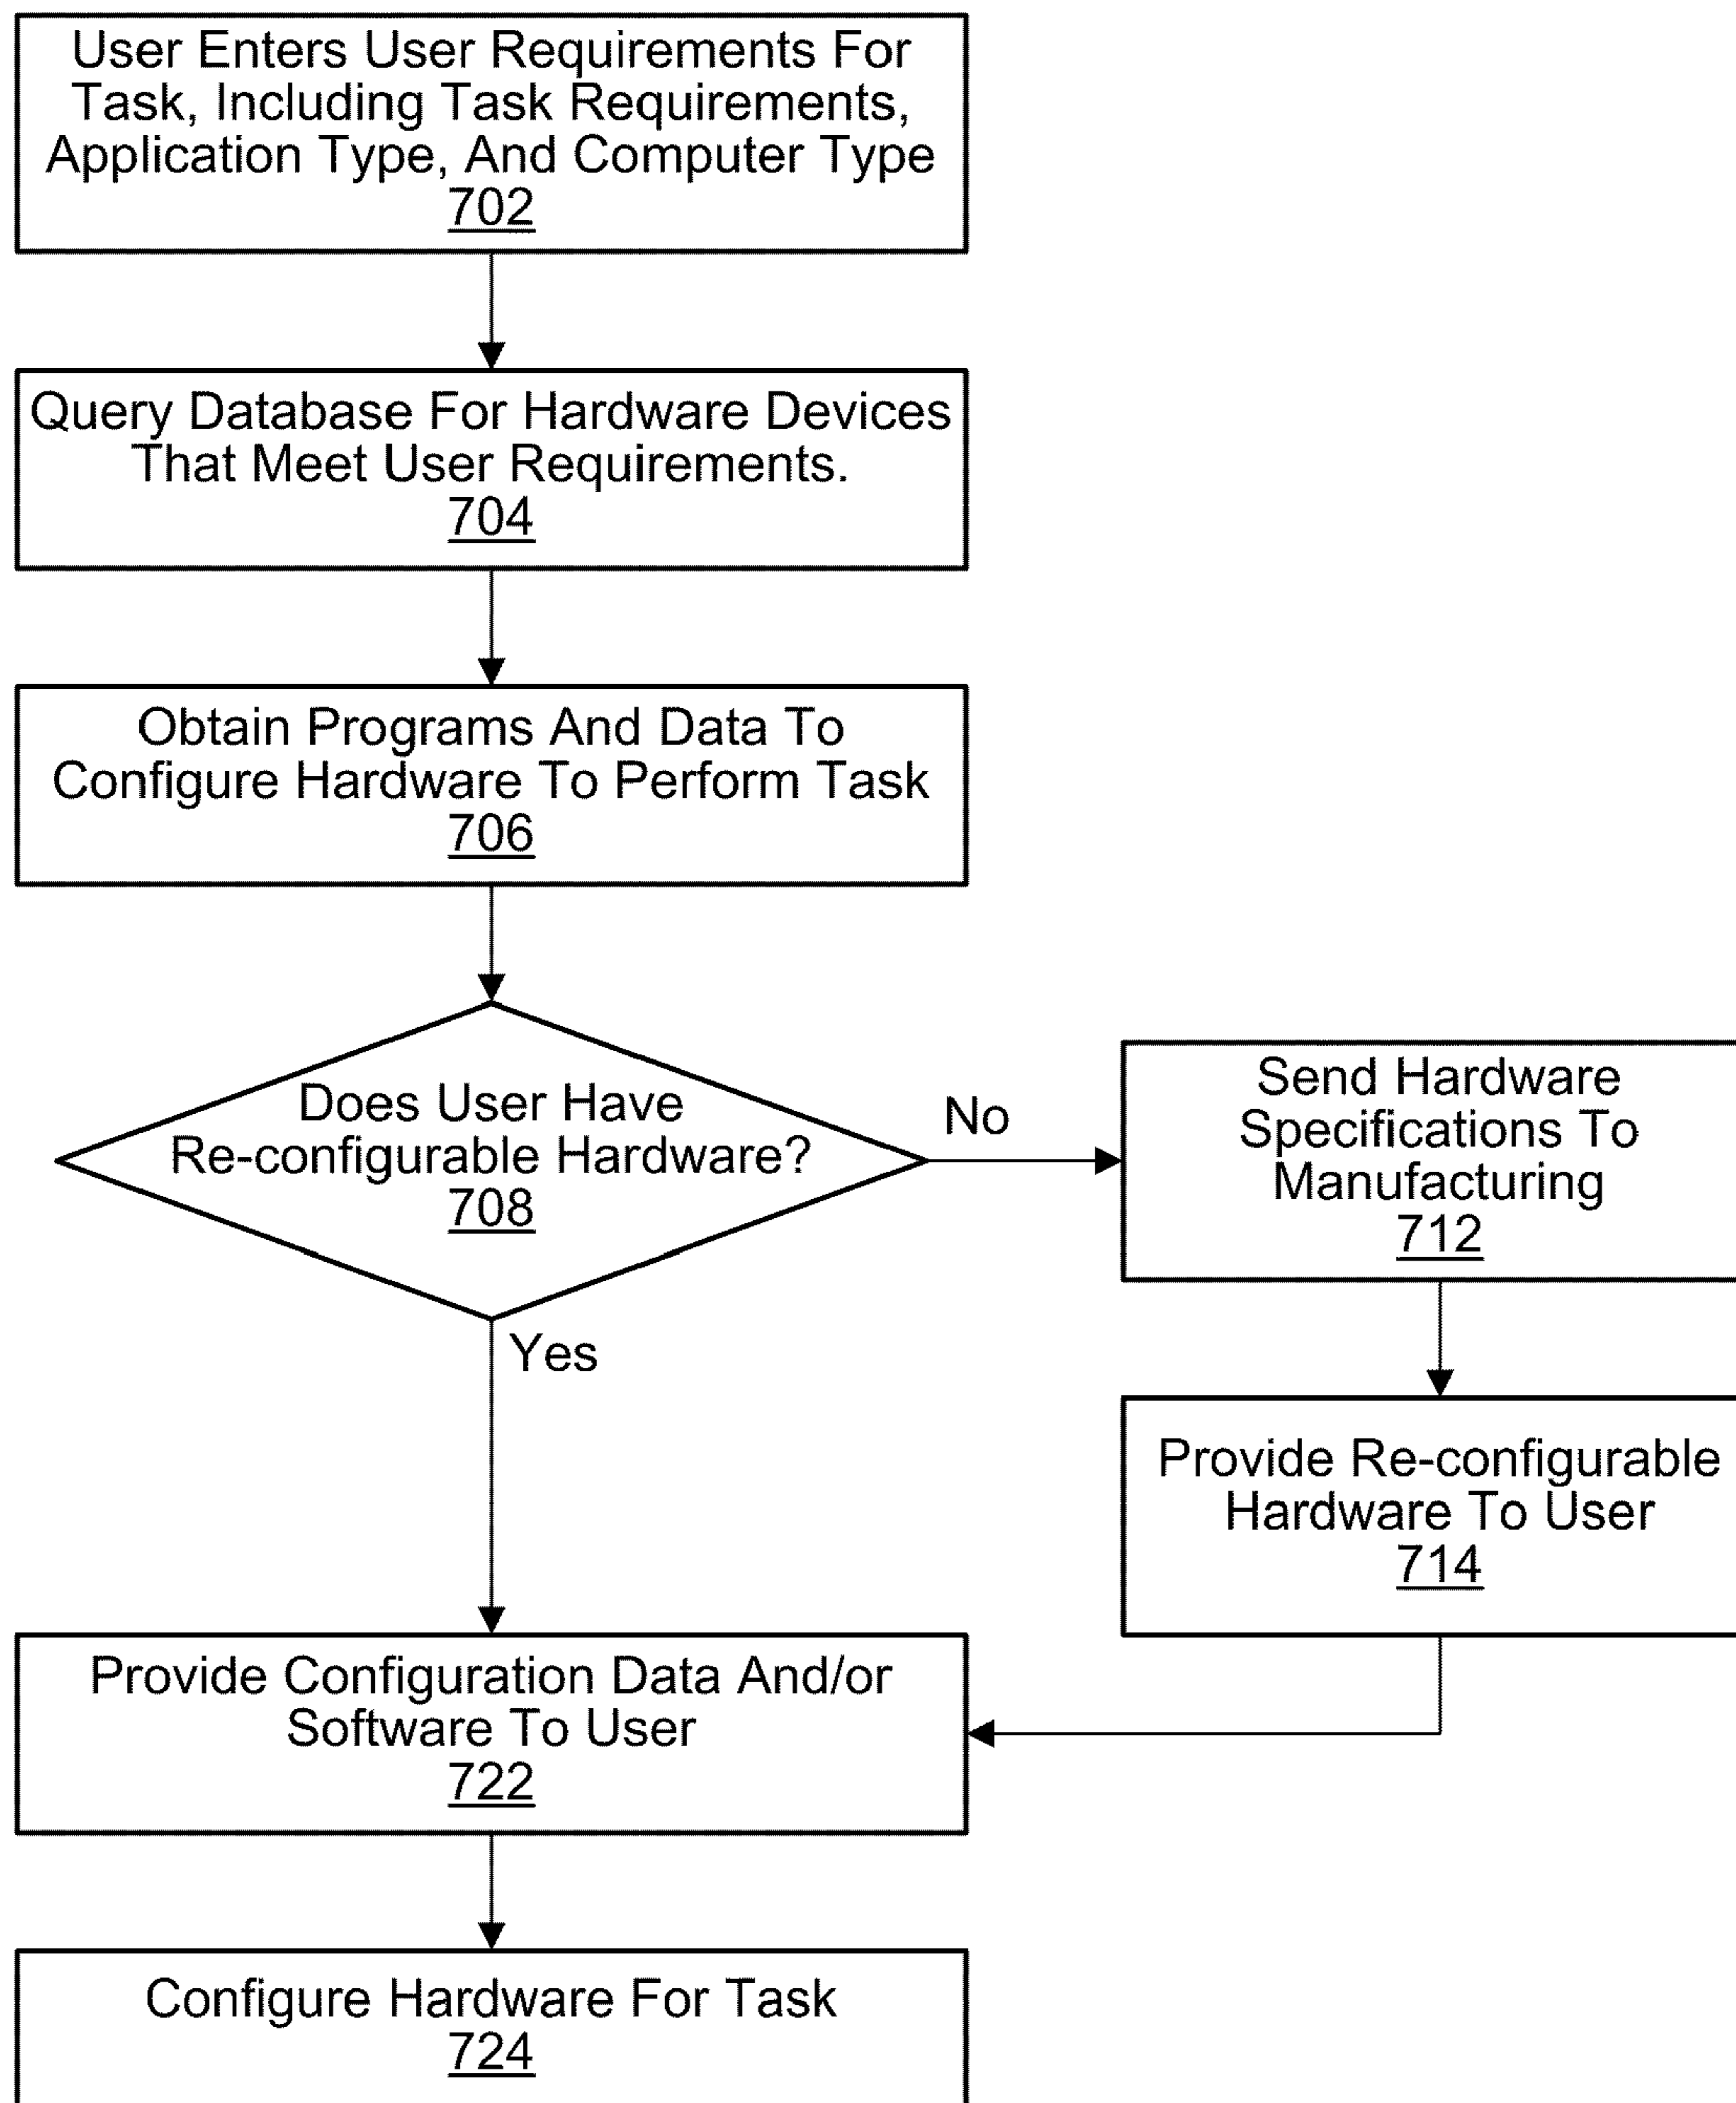 User Enters User Requirements For
Task, Including Task Requirements,
Application Type, And Computer Type
702
Query Database For Hardware Devices
That Meet User Requirements.
704
Obtain Programs And Data To
Configure Hardware To Perform Task
706
Does User Have
Re-configurable Hardware?
708
No
Send Hardware
Specifications To
Manufacturing
712
Yes
Provide Re-configurable
Hardware To User
714
Provide Configuration Data And/or
Software To User
722
Configure Hardware For Task
724